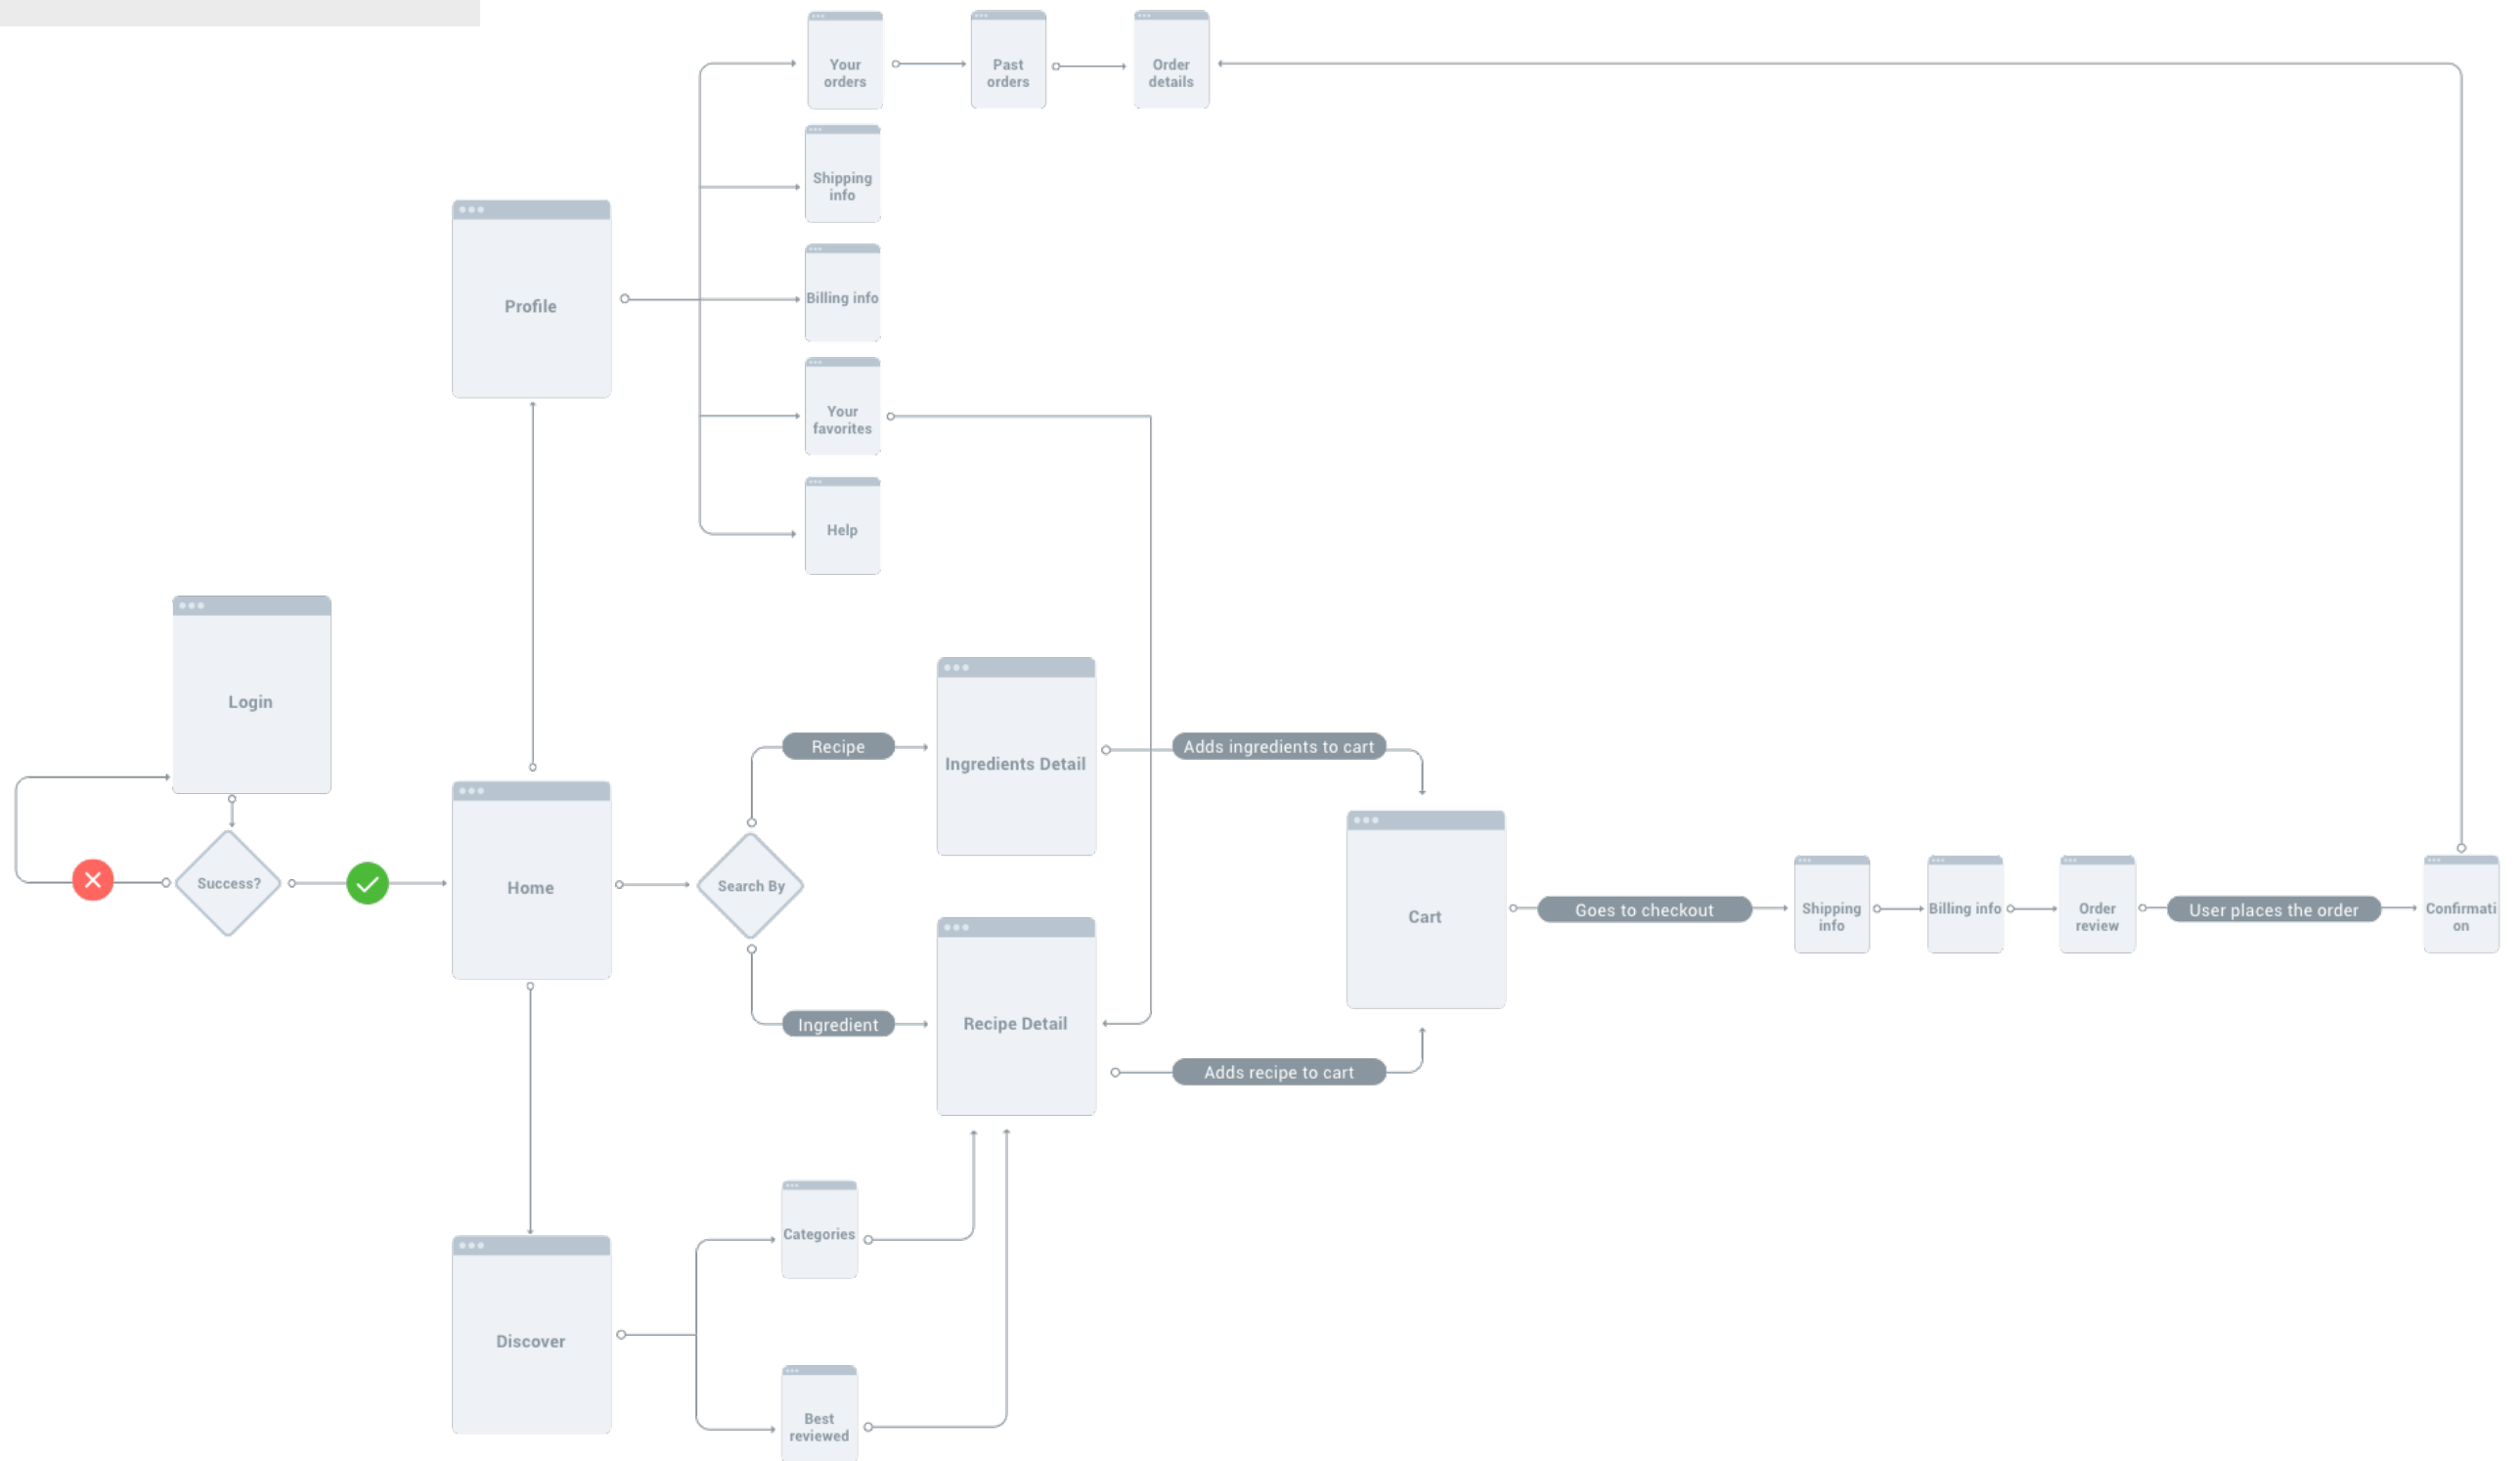 Your
orders
Past
orders
Order
details
Shipping
info
Profile
Billing info
Your
favorites
Help
Login
Success?
Home
Search By
Recipe
Ingredients Detail
Adds ingredients to cart
Ingredient
Recipe Detail
Adds recipe to cart
Cart
Goes to checkout
Shipping
info
Billing info
Order
review
User places the order
Confirmati
on
Discover
Categories
Best
reviewed